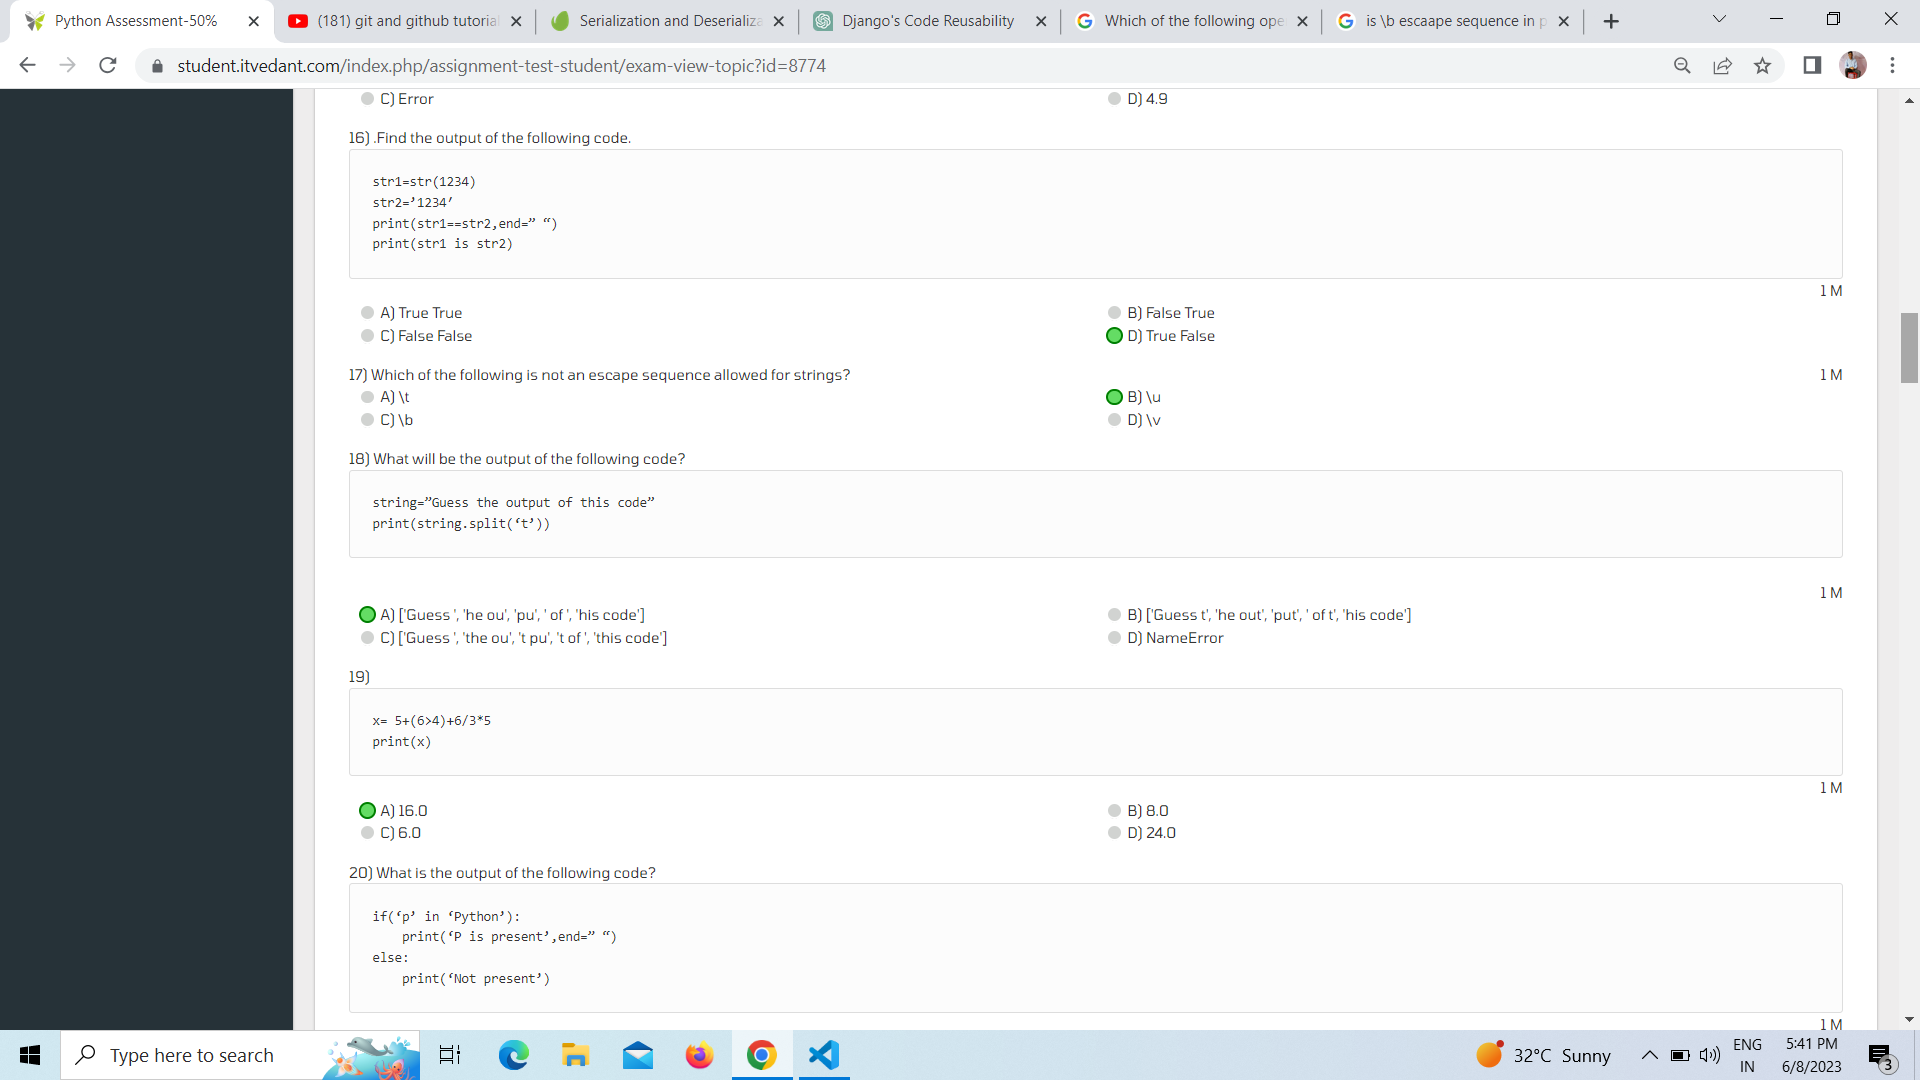 Python Assessment-50%
(181) git and github tutoria
Serialization and Deserializa
Django's Code Reusability
Which of the following ope
is \b escaape sequence in p
student.itvedant.com/index.php/assignment-test-student/exam-view-topic?id=8774
C) Error
D) 4.9
16) .Find the output of the following code.
str1=str(1234)
str2=’1234′
print(str1==str2,end=” “)
print(str1 is str2)
1 M
A) True True
B) False True
C) False False
D) True False
17) Which of the following is not an escape sequence allowed for strings?
1 M
A) \t
B) \u
C) \b
D) \v
18) What will be the output of the following code?
string=”Guess the output of this code”
print(string.split(‘t’))
1 M
A) ['Guess ', 'he ou', 'pu', ' of ', 'his code']
B) ['Guess t', 'he out', 'put', ' of t', 'his code']
C) ['Guess ', 'the ou', 't pu', 't of ', 'this code']
D) NameError
19)
x= 5+(6>4)+6/3*5
print(x)
1 M
A) 16.0
B) 8.0
C) 6.0
D) 24.0
20) What is the output of the following code?
if(‘p’ in ‘Python’):
print(‘P is present’,end=” “)
else:
print(‘Not present’)
1 M
Type here to search
32°C Sunny
ENG
IN
5:41 PM
6/8/2023
3